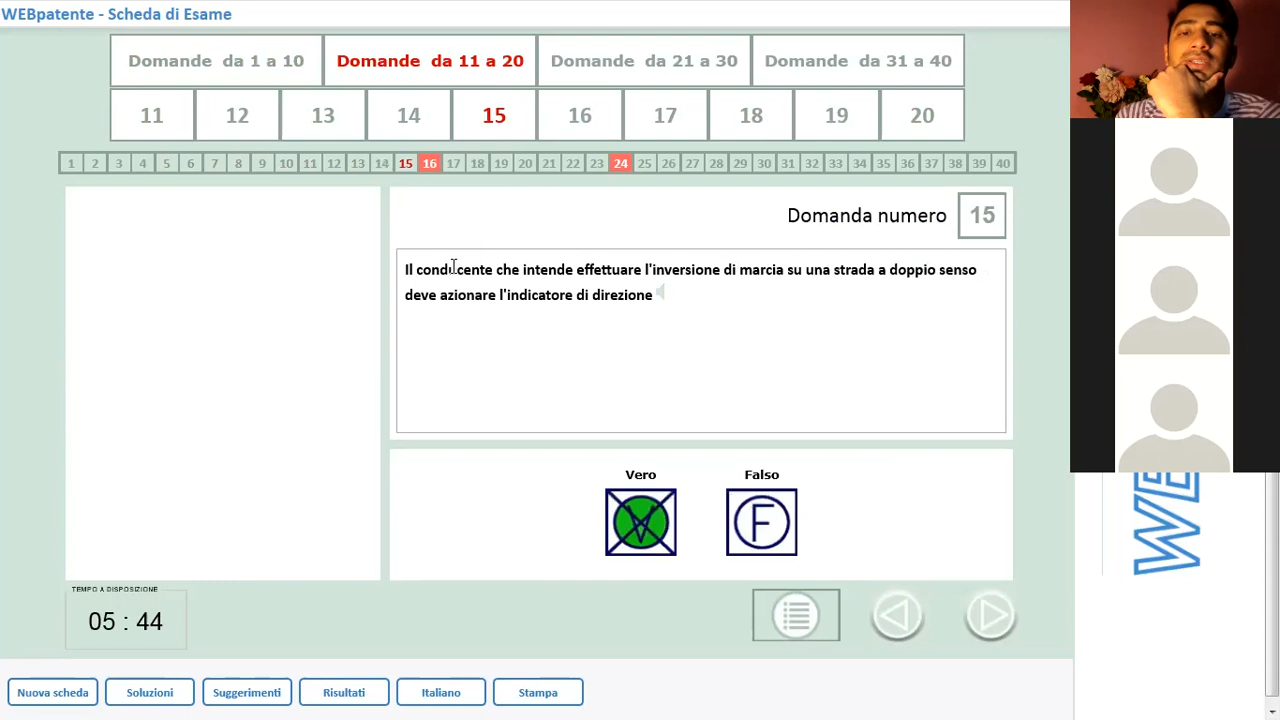 WEBpatente - Scheda di Esame
Domande da 1 a 10
Domande da 11 a 20
Domande da 21 a 30
Domande da 31 a 40
11 12 13 14 15 16 17 18 19 20
1 2 3 4 5 6 7 8 9 10 11 12 13 14 15 16 17 18 19 20 21 22 23 24 25 26 27 28 29 30 31 32 33 34 35 36 37 38 39 40
Domanda numero 15
Il conducente che intende effettuare l'inversione di marcia su una strada a doppio senso
deve azionare l'indicatore di direzione
Vero
Falso
V
F
TEMPO A DISPOSIZIONE
05 : 44
Nuova scheda
Soluzioni
Suggerimenti
Risultati
Italiano
Stampa
WE